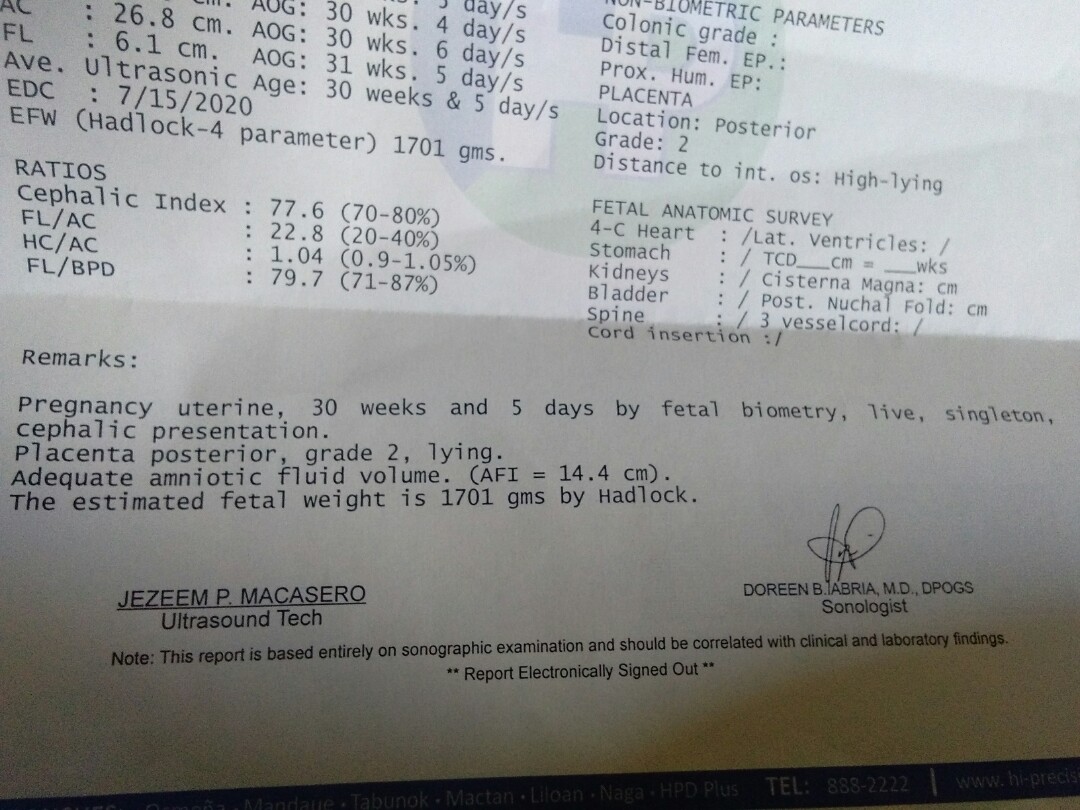 AC : 26.8 cm. AOG: 30 wks. 4 day/s
FL : 6.1 cm. AOG: 31 wks. 5 day/s
Ave. Ultrasonic Age: 30 weeks & 5 day/s
EDC : 7/15/2020
EFW (Hadlock-4 parameter) 1701 gms.
RATIOS
Cephalic Index : 77.6 (70-80%)
FL/AC : 22.8 (20-40%)
HC/AC : 1.04 (0.9-1.05%)
FL/BPD : 79.7 (71-87%)
NON-BIOMETRIC PARAMETERS
Colonic grade :
Distal Fem. EP.:
Prox. Hum. EP:
PLACENTA
Location: Posterior
Grade: 2
Distance to int. os: High-lying
FETAL ANATOMIC SURVEY
4-C Heart : /Lat. Ventricles: /
Stomach : / TCD___cm = ___wks
Kidneys : / Cisterna Magna: cm
Bladder : / Post. Nuchal Fold: cm
Spine : / 3 vesselcord: /
Cord insertion :/
Remarks:
Pregnancy uterine, 30 weeks and 5 days by fetal biometry, live, singleton,
cephalic presentation.
Placenta posterior, grade 2, lying.
Adequate amniotic fluid volume. (AFI = 14.4 cm).
The estimated fetal weight is 1701 gms by Hadlock.
JEZEEM P. MACASERO
Ultrasound Tech
DOREEN B. IABRIA, M.D., DPOGS
Sonologist
Note: This report is based entirely on sonographic examination and should be correlated with clinical and laboratory findings.
** Report Electronically Signed Out **
Mandaue · Tabunok · Mactan · Liloan · Naga · HPD Plus TEL: 888-2222 | www.hi-precis